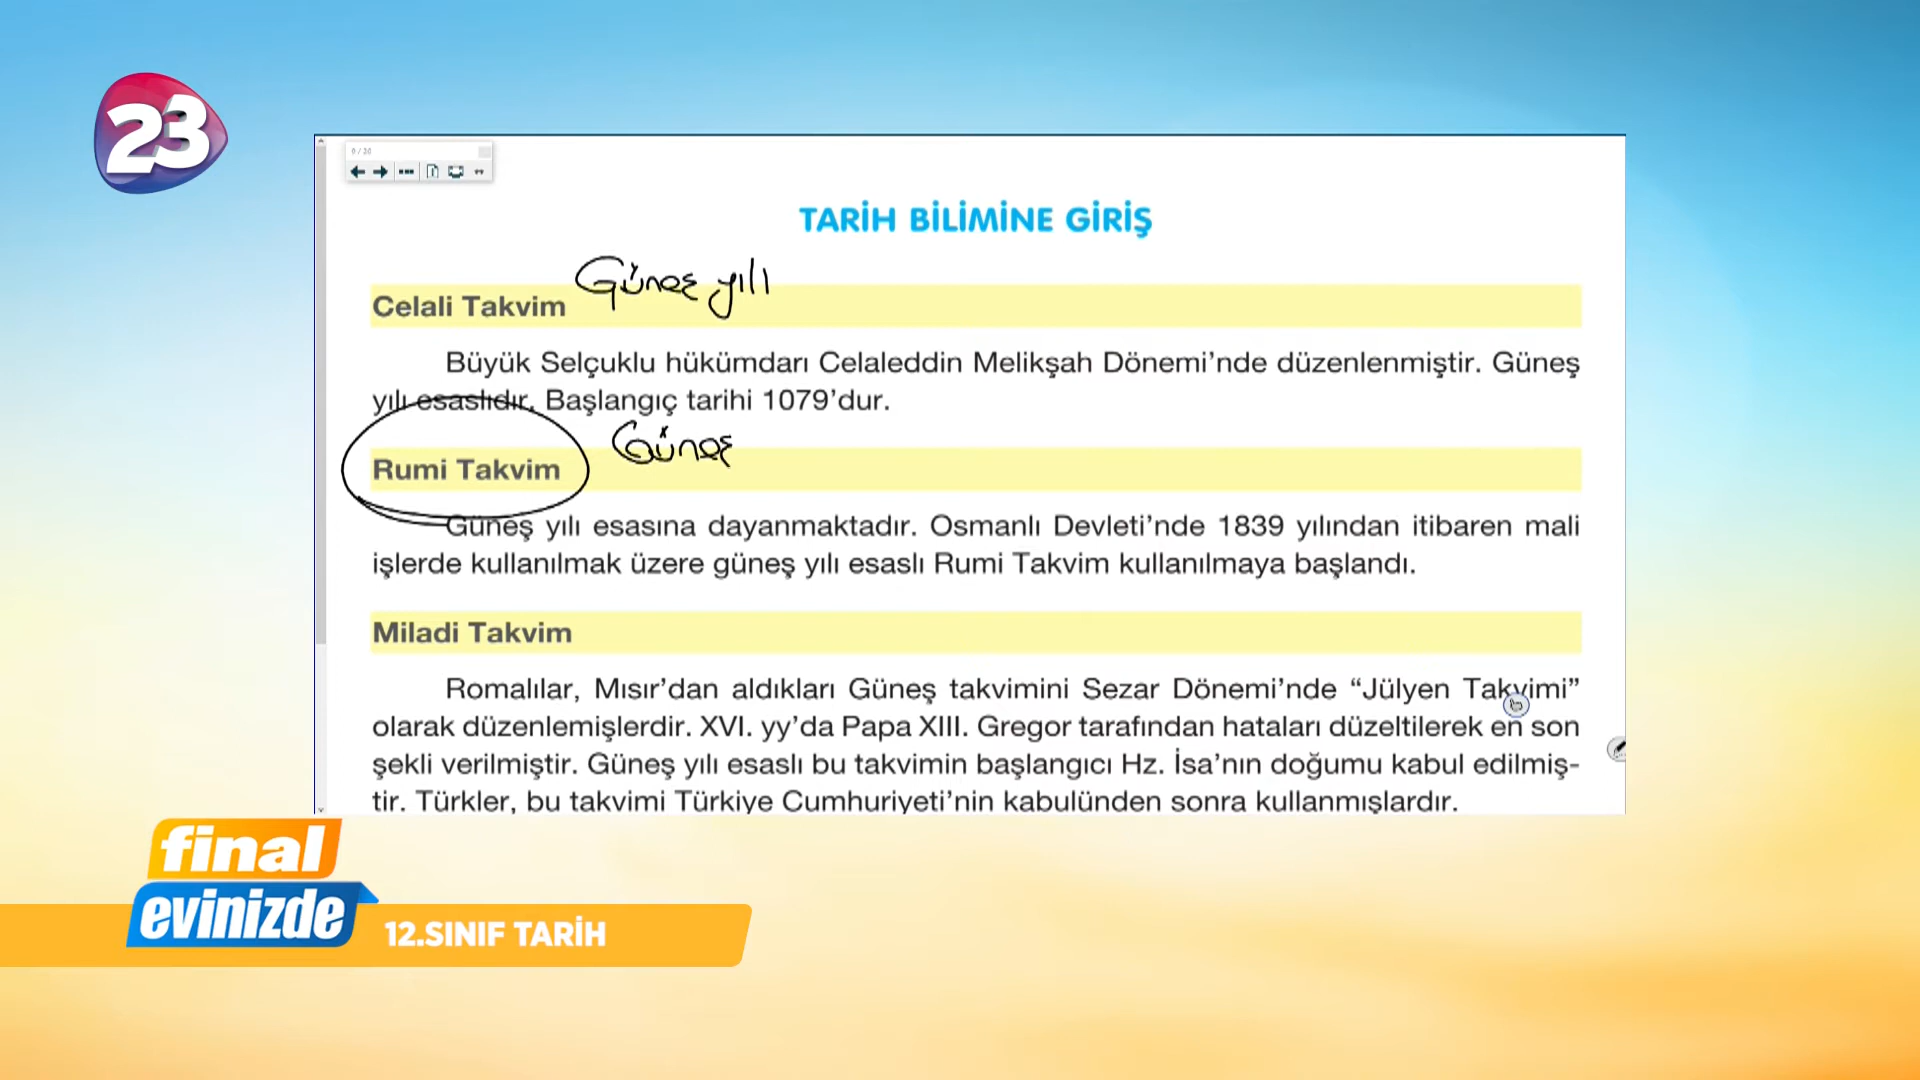 23
6 / 20
TARİH BİLİMİNE GİRİŞ
Güneş yılı
Celali Takvim
Büyük Selçuklu hükümdarı Celaleddin Melikşah Dönemi’nde düzenlenmiştir. Güneş
yılı esaslıdır. Başlangıç tarihi 1079’dur.
Güneş
Rumi Takvim
Güneş yılı esasına dayanmaktadır. Osmanlı Devleti’nde 1839 yılından itibaren mali
işlerde kullanılmak üzere güneş yılı esaslı Rumi Takvim kullanılmaya başlandı.
Miladi Takvim
Romalılar, Mısır’dan aldıkları Güneş takvimini Sezar Dönemi’nde “Jülyen Takvimi”
olarak düzenlemişlerdir. XVI. yy’da Papa XIII. Gregor tarafından hataları düzeltilerek en son
şekli verilmiştir. Güneş yılı esaslı bu takvimin başlangıcı Hz. İsa’nın doğumu kabul edilmiş-
tir. Türkler, bu takvimi Türkiye Cumhuriyeti’nin kabulünden sonra kullanmışlardır.
final
evinizde
12.SINIF TARİH